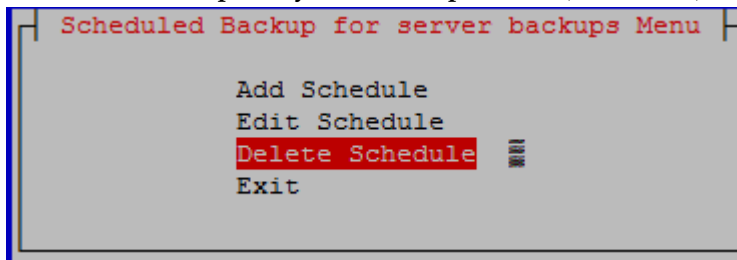 Scheduled Backup for server backups Menu
Add Schedule
Edit Schedule
Delete Schedule
Exit